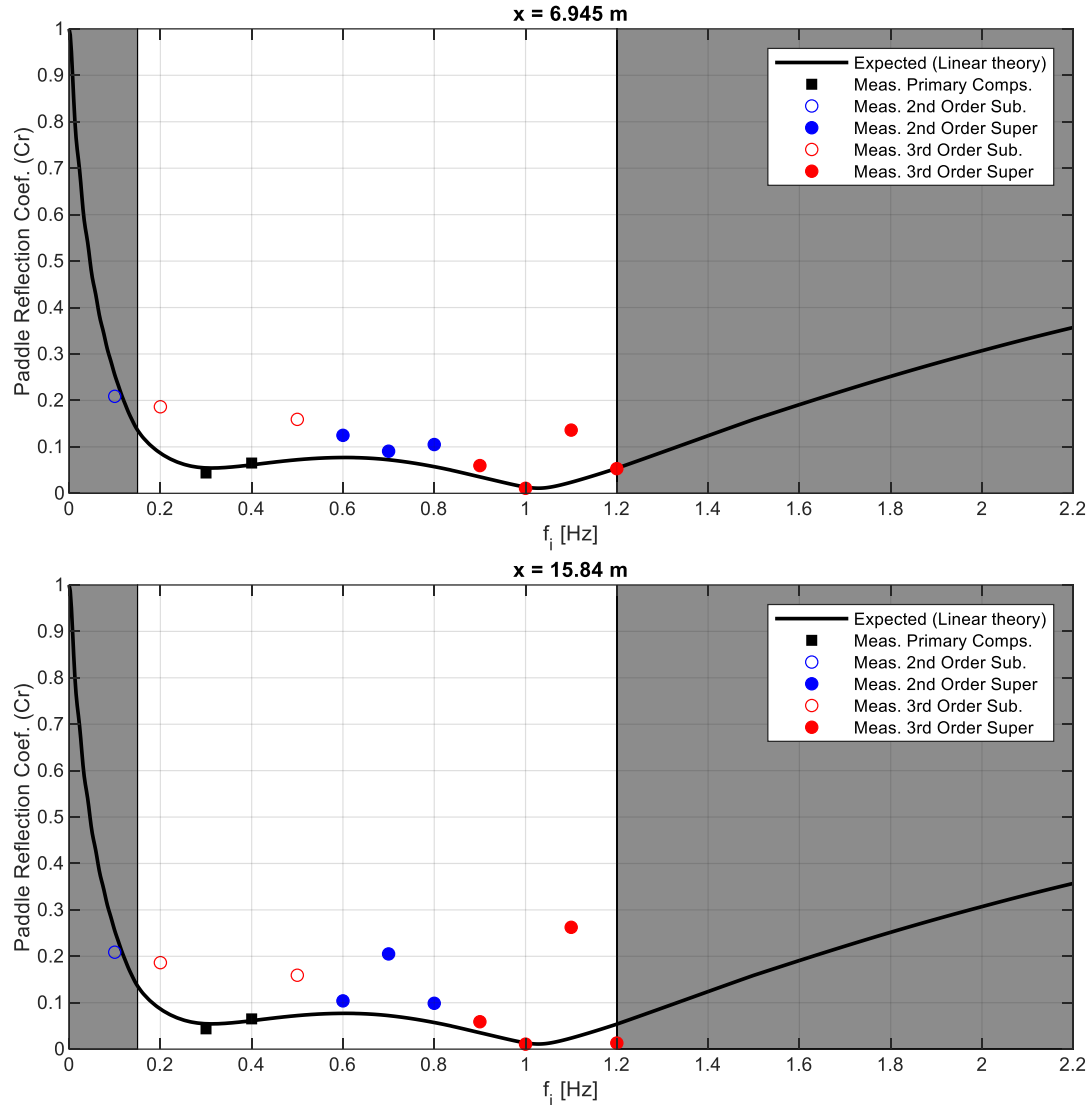 x = 6.945 m
1
0.9
0.8
0.7
0.6
0.5
0.4
0.3
0.2
0.1
0
Paddle Reflection Coef. (Cr)
Expected (Linear theory)
Meas. Primary Comps.
Meas. 2nd Order Sub.
Meas. 2nd Order Super
Meas. 3rd Order Sub.
Meas. 3rd Order Super
0 0.2 0.4 0.6 0.8 1 1.2 1.4 1.6 1.8 2 2.2
f_i [Hz]
x = 15.84 m
1
0.9
0.8
0.7
0.6
0.5
0.4
0.3
0.2
0.1
0
Paddle Reflection Coef. (Cr)
Expected (Linear theory)
Meas. Primary Comps.
Meas. 2nd Order Sub.
Meas. 2nd Order Super
Meas. 3rd Order Sub.
Meas. 3rd Order Super
0 0.2 0.4 0.6 0.8 1 1.2 1.4 1.6 1.8 2 2.2
f_i [Hz]